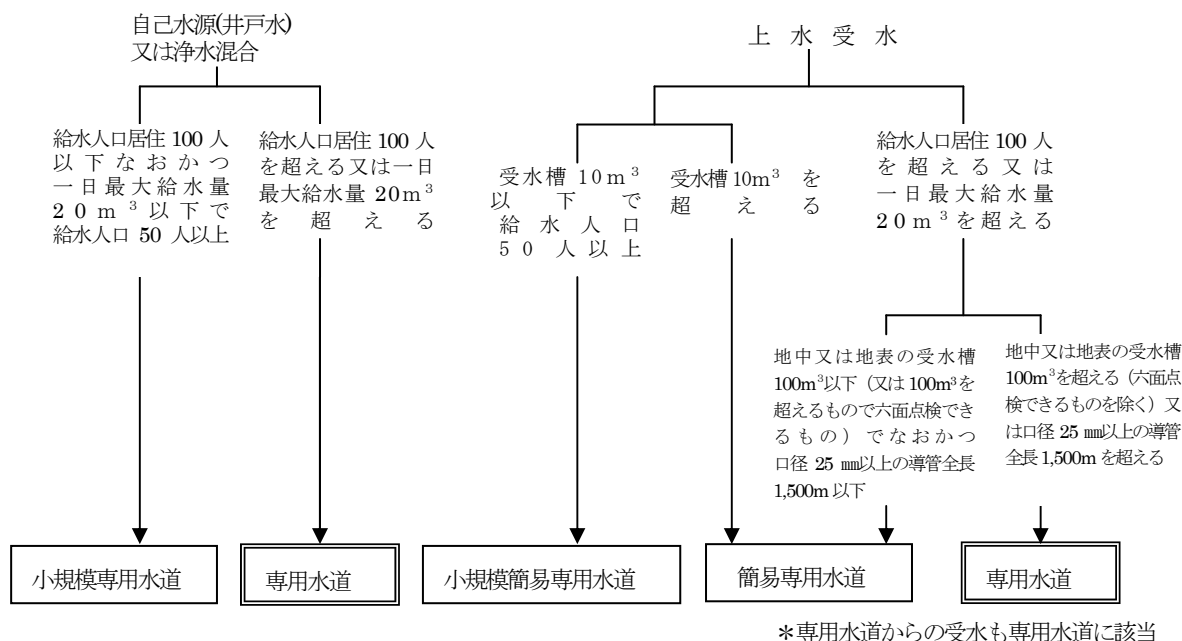 自己水源(井戸水)
又は浄水混合
上水受水
給水人口居住 100 人
以下なおかつ
一日最大給水量
20m³以下で
給水人口 50 人以上
給水人口居住 100 人
を超える又は一日
最大給水量 20m³
を超える
受水槽 10m³
以下で
給水人口
50人以上
受水槽 10m³ を
超える
給水人口居住 100 人
を超える又は
一日最大給水量
20m³を超える
地中又は地表の受水槽
100m³以下（又は 100m³を
超えるもので六面点検でき
るもの）でなおかつ
口径 25 ㎜以上の導管全長
1,500m 以下
地中又は地表の受水槽
100m³を超える（六面点
検できるものを除く）又
は口径 25 ㎜以上の導管
全長 1,500m を超える
小規模専用水道
専用水道
小規模簡易専用水道
簡易専用水道
専用水道
＊専用水道からの受水も専用水道に該当